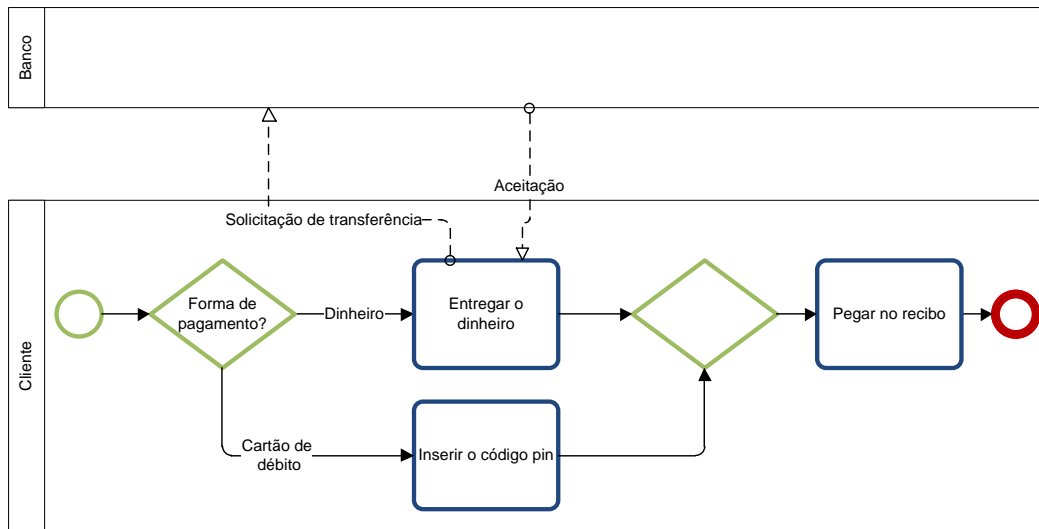 Banco
Aceitação
Solicitação de transferência
Cliente
Forma de
pagamento?
Dinheiro
Entregar o
dinheiro
Pegar no recibo
Cartão de
débito
Inserir o código pin